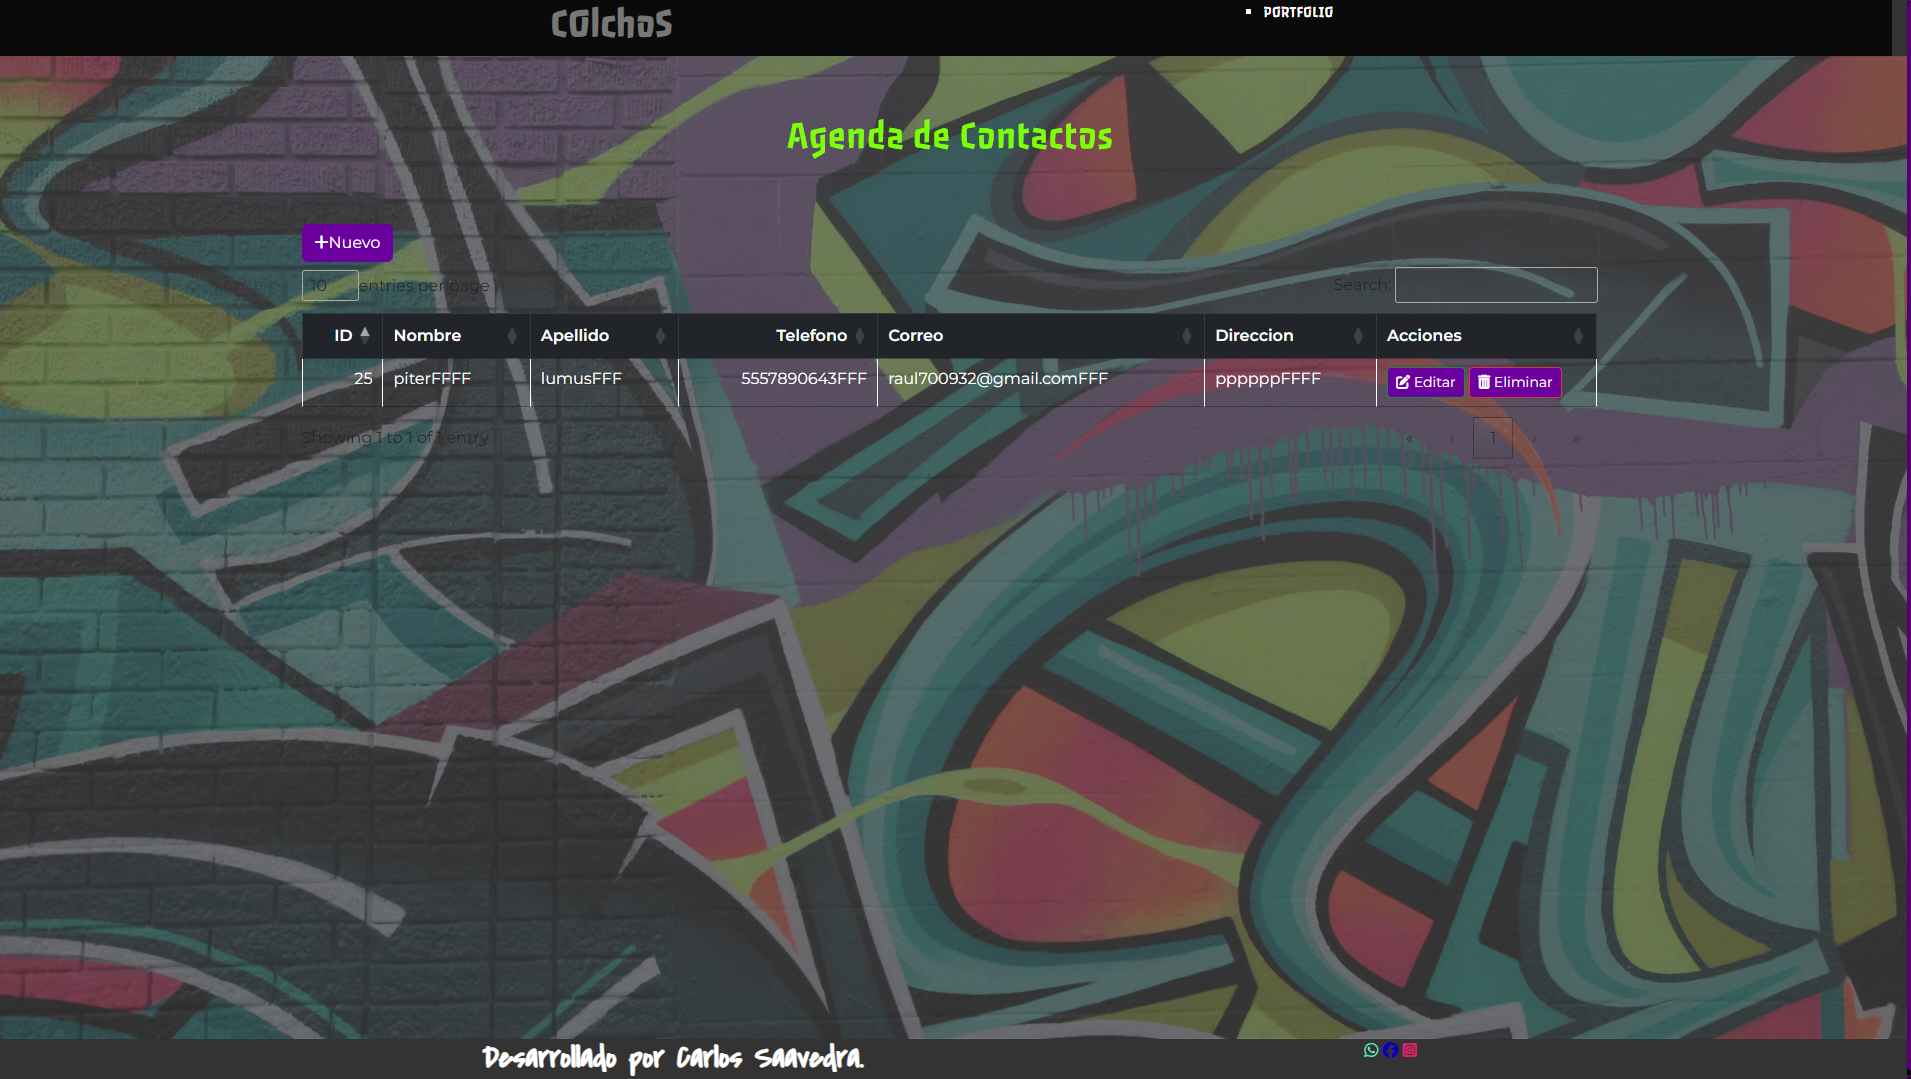 COlchoS
PORTFOLIO
Agenda de Contactos
+Nuevo
10 entries per page
Search:
ID Nombre Apellido Telefono Correo Direccion Acciones
25 piterFFFF lumusFFF 5557890643FFF raul700932@gmail.comFFF ppppppFFFF Editar Eliminar
Showing 1 to 1 of 1 entry
« ‹ 1 › »
Desarrollado por Carlos Saavedra.